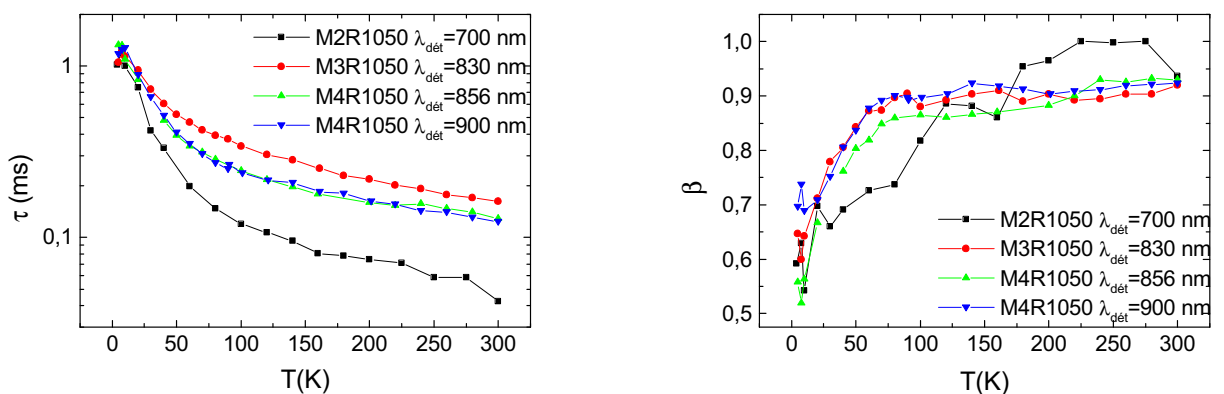 M2R1050 λdét=700 nm
M3R1050 λdét=830 nm
M4R1050 λdét=856 nm
M4R1050 λdét=900 nm
1
0,1
τ (ms)
0 50 100 150 200 250 300
T(K)
1,0
0,9
0,8
0,7
0,6
0,5
β
M2R1050 λdét=700 nm
M3R1050 λdét=830 nm
M4R1050 λdét=856 nm
M4R1050 λdét=900 nm
0 50 100 150 200 250 300
T(K)